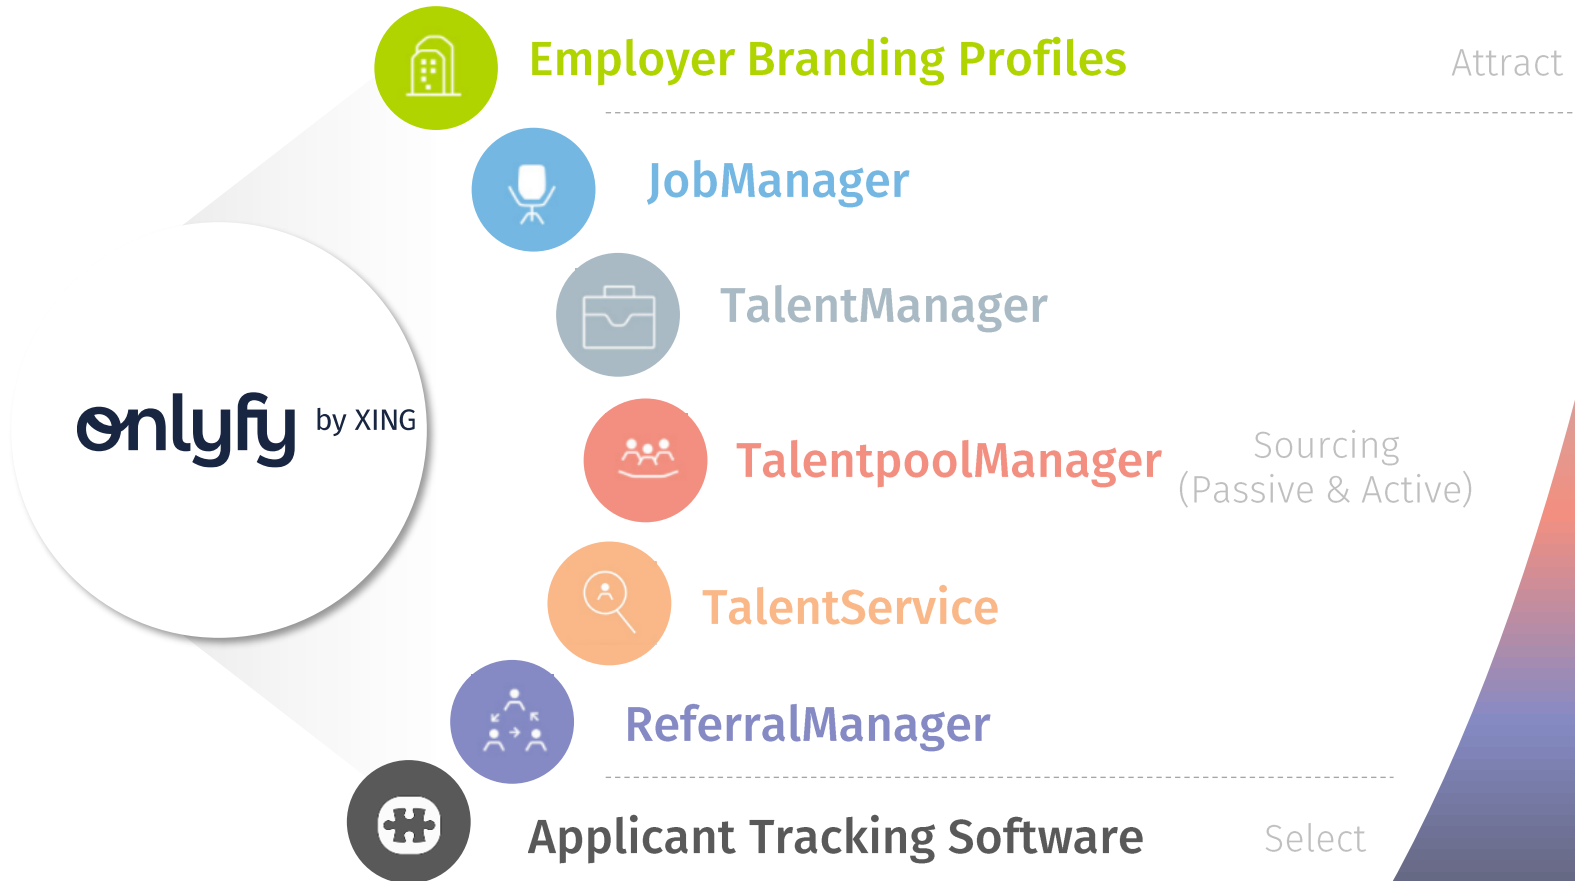 Employer Branding Profiles
Attract
JobManager
TalentManager
onlyfy by XING
TalentpoolManager
Sourcing
(Passive & Active)
TalentService
ReferralManager
Applicant Tracking Software
Select